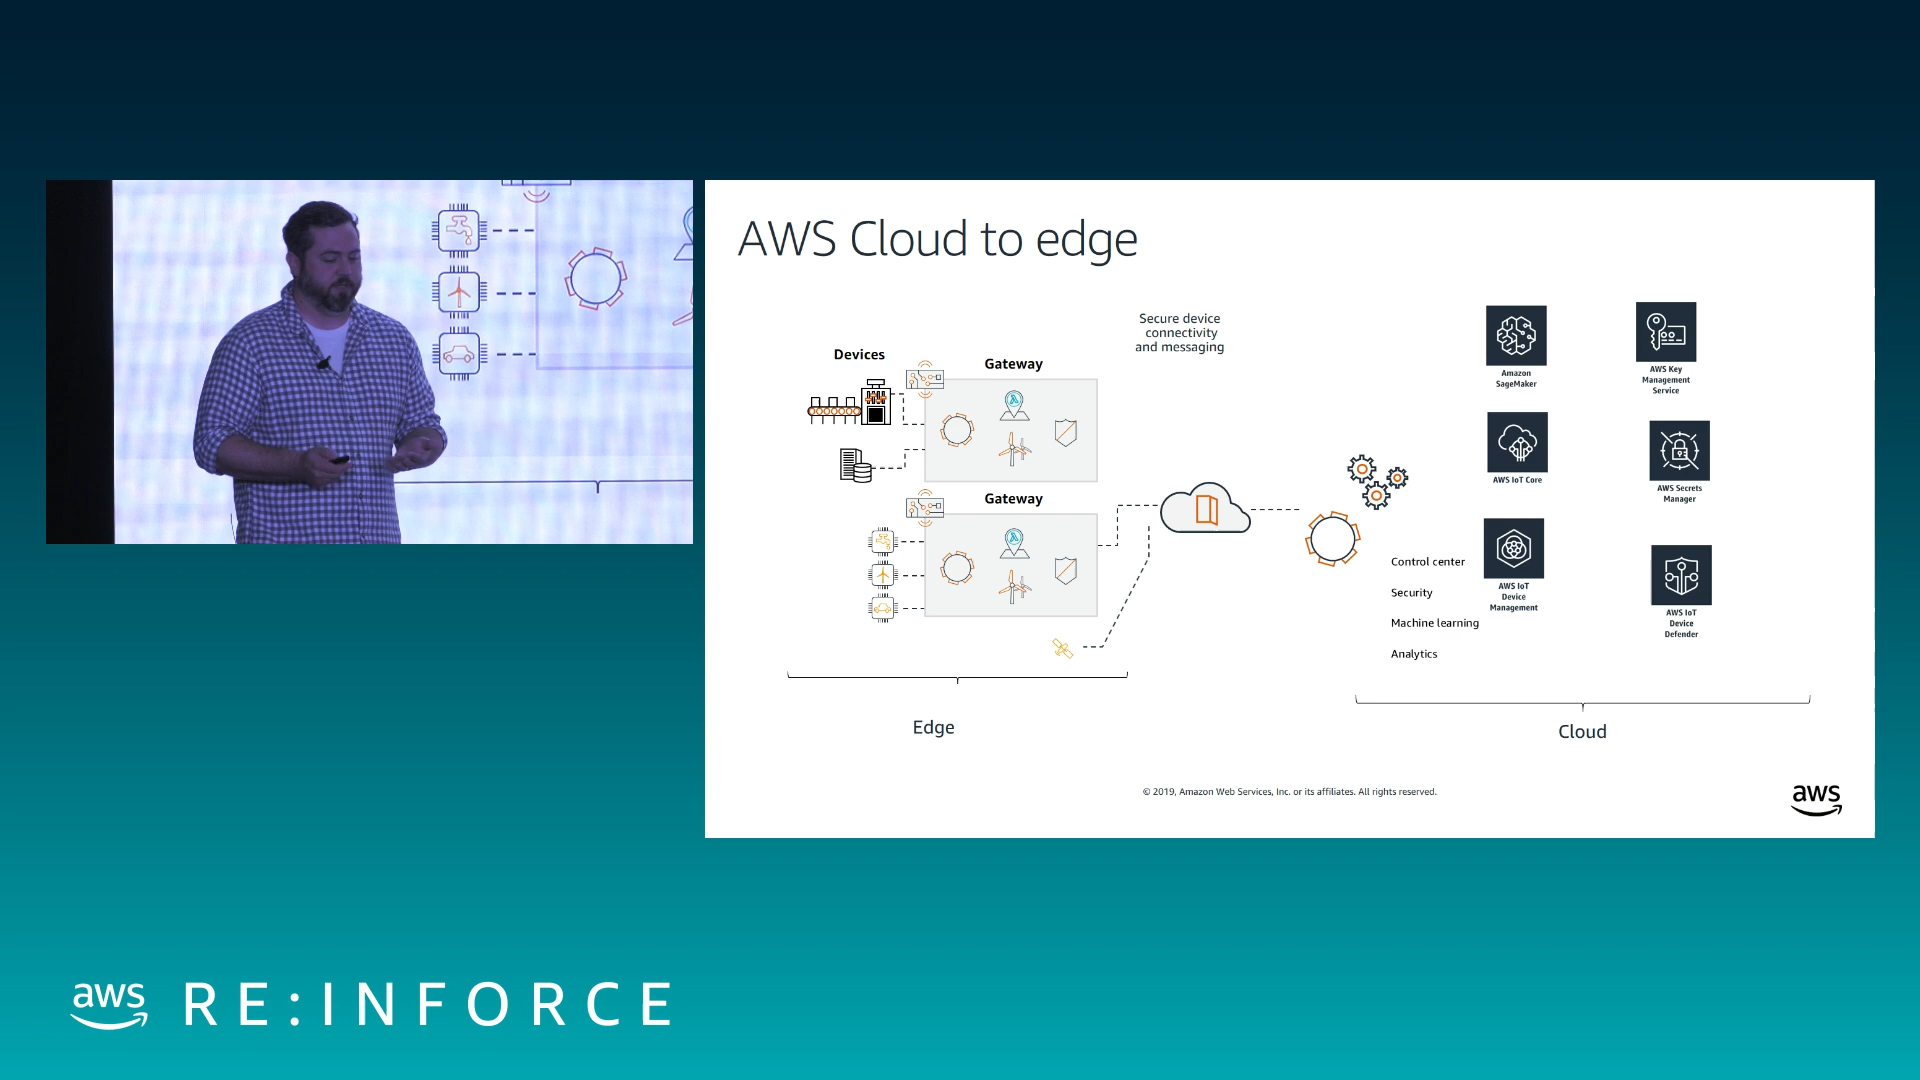 AWS Cloud to edge
Secure device
connectivity
and messaging
Devices
Gateway
Gateway
Edge
Control center
Security
Machine learning
Analytics
Amazon
SageMaker
AWS Key
Management
Service
AWS IoT Core
AWS Secrets
Manager
AWS IoT
Device
Management
AWS IoT
Device
Defender
Cloud
© 2019, Amazon Web Services, Inc. or its affiliates. All rights reserved.
aws
aws RE:INFORCE